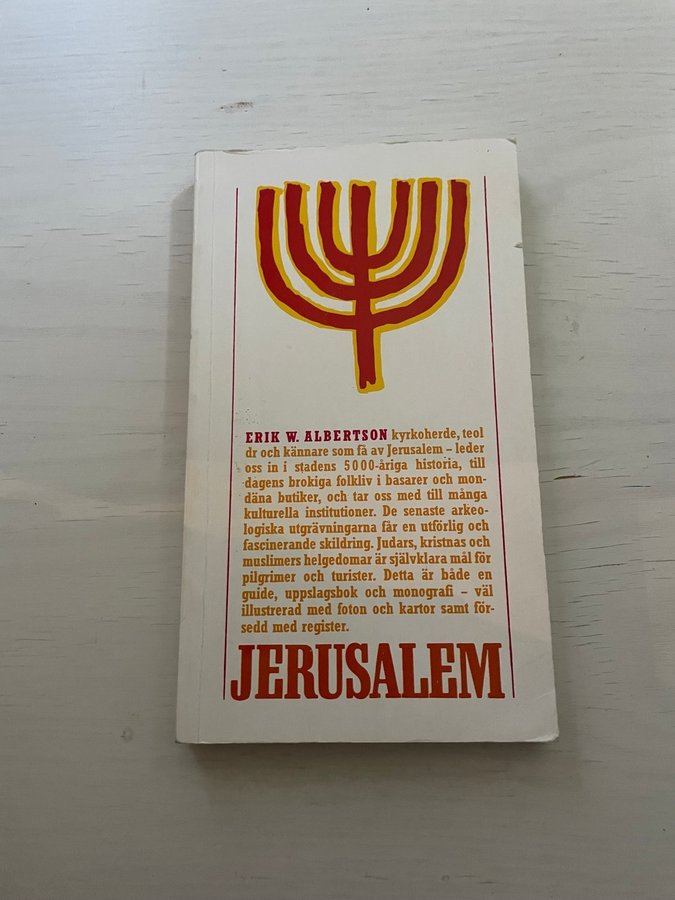 ERIK W. ALBERTSON kyrkoherde, teol
dr och kännare som få av Jerusalem – leder
oss in i stadens 5000-åriga historia, till
dagens brokiga folkliv i basarer och mon-
däna butiker, och tar oss med till många
kulturella institutioner. De senaste arkeo-
logiska utgrävningarna får en utförlig och
fascinerande skildring. Judars, kristnas och
muslimers helgedomar är självklara mål för
pilgrimer och turister. Detta är både en
guide, uppslagsbok och monografi – väl
illustrerad med foton och kartor samt för-
sedd med register.
JERUSALEM